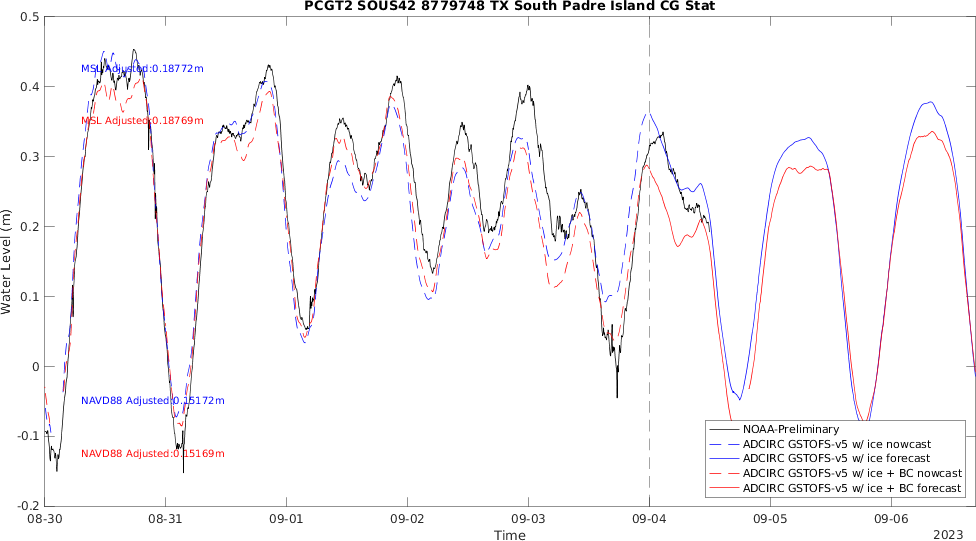 PCGT2 SOUS42 8779748 TX South Padre Island CG Stat
Water Level (m)
0.5
0.4
0.3
0.2
0.1
0
-0.1
-0.2
MSL Adjusted:0.18772m
MSL Adjusted:0.18769m
NAVD88 Adjusted:0.15172m
NAVD88 Adjusted:0.15169m
NOAA-Preliminary
ADCIRC GSTOFS-v5 w/ ice nowcast
ADCIRC GSTOFS-v5 w/ ice forecast
ADCIRC GSTOFS-v5 w/ ice + BC nowcast
ADCIRC GSTOFS-v5 w/ ice + BC forecast
08-30 08-31 09-01 09-02 09-03 09-04 09-05 09-06
Time
2023